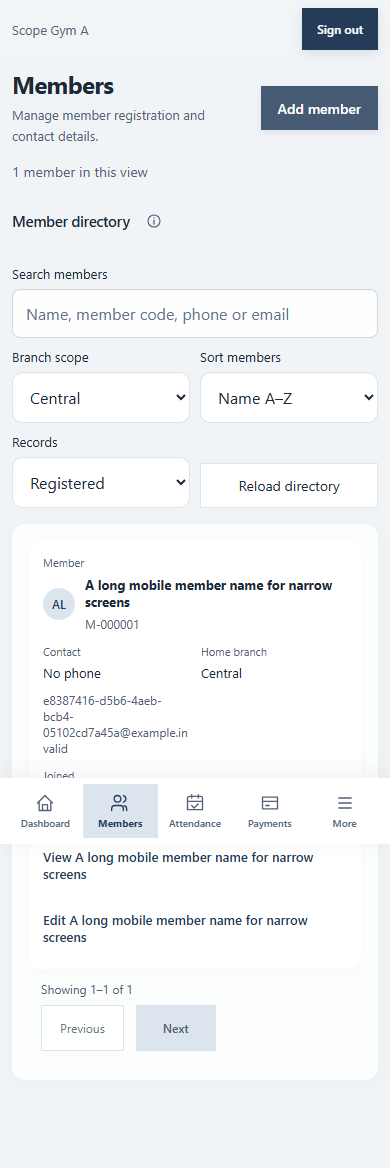 Scope Gym A
Sign out
Members
Manage member registration and
contact details.
Add member
1 member in this view
Member directory
Search members
Name, member code, phone or email
Branch scope
Sort members
Central
Name A–Z
Records
Registered
Reload directory
Member
AL
A long mobile member name for narrow
screens
M-000001
Contact
Home branch
No phone
Central
e8387416-d5b6-4aeb-
bcb4-
05102cd7a45a@example.in
valid
Joined
Dashboard
Members
Attendance
Payments
More
View A long mobile member name for narrow
screens
Edit A long mobile member name for narrow
screens
Showing 1–1 of 1
Previous
Next